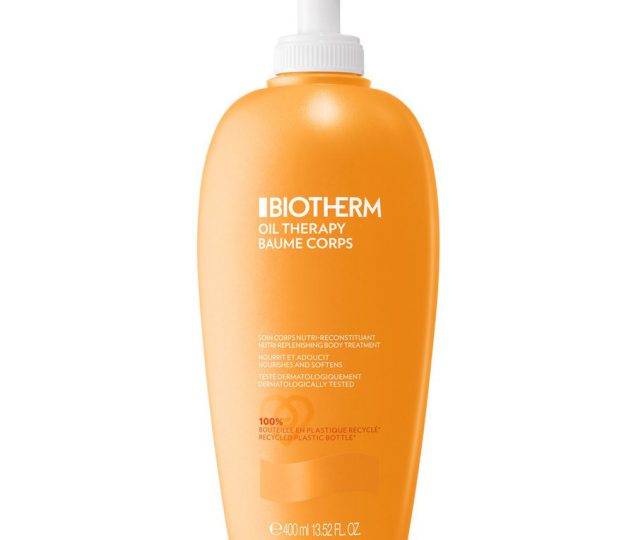 BIOTHERM
OIL THERAPY
BAUME CORPS
SOIN CORPS NUTRI-RECONSTITUANT
NUTRI-REPLENISHING BODY TREATMENT
NOURRIT ET ADOUCIT
NOURISHES AND SOFTENS
TESTÉ DERMATOLOGIQUEMENT
DERMATOLOGICALLY TESTED
100%
BOUTEILLE EN PLASTIQUE RECYCLÉ*
RECYCLED PLASTIC BOTTLE*
℮400 ml 13.52 FL. OZ.